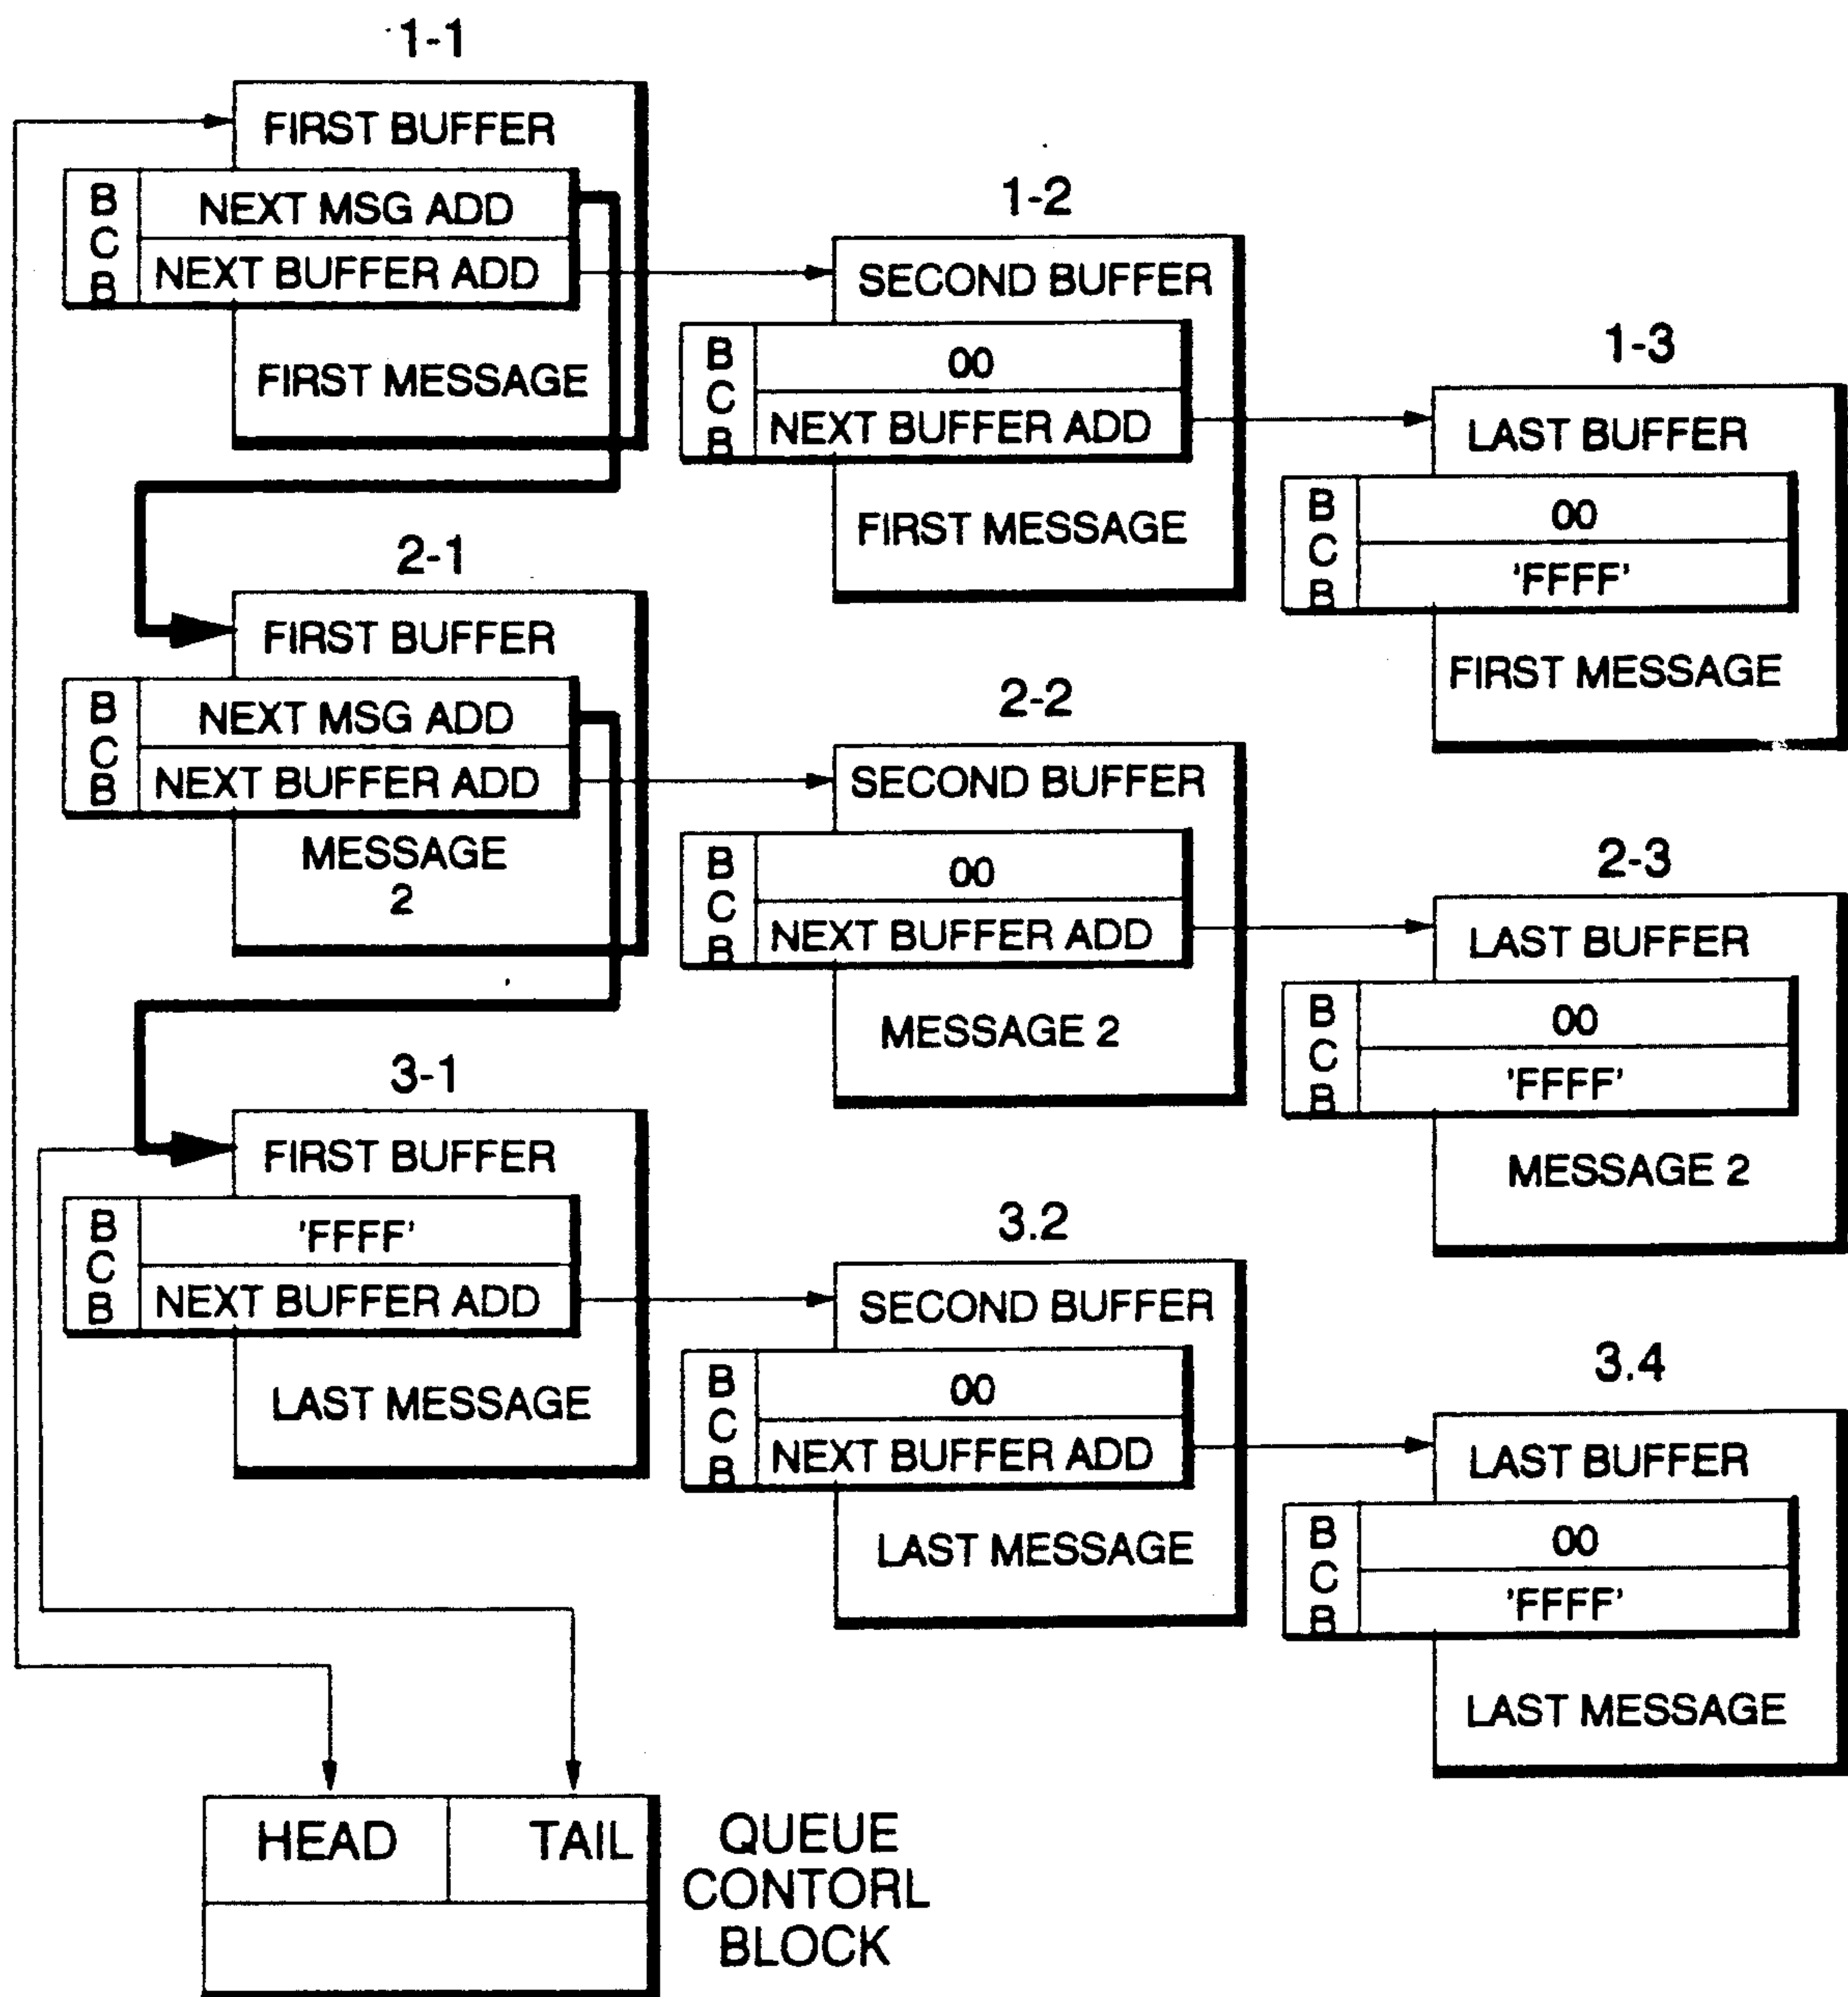 1-1
FIRST BUFFER
B
C
B
NEXT MSG ADD
NEXT BUFFER ADD
FIRST MESSAGE
1-2
SECOND BUFFER
B
C
B
00
NEXT BUFFER ADD
FIRST MESSAGE
1-3
LAST BUFFER
B
C
B
00
'FFFF'
FIRST MESSAGE
2-1
FIRST BUFFER
B
C
B
NEXT MSG ADD
NEXT BUFFER ADD
MESSAGE
2
2-2
SECOND BUFFER
B
C
B
00
NEXT BUFFER ADD
MESSAGE 2
2-3
LAST BUFFER
B
C
B
00
'FFFF'
MESSAGE 2
3-1
FIRST BUFFER
B
C
B
'FFFF'
NEXT BUFFER ADD
LAST MESSAGE
3.2
SECOND BUFFER
B
C
B
00
NEXT BUFFER ADD
LAST MESSAGE
3.4
LAST BUFFER
B
C
B
00
'FFFF'
LAST MESSAGE
HEAD
TAIL
QUEUE
CONTORL
BLOCK